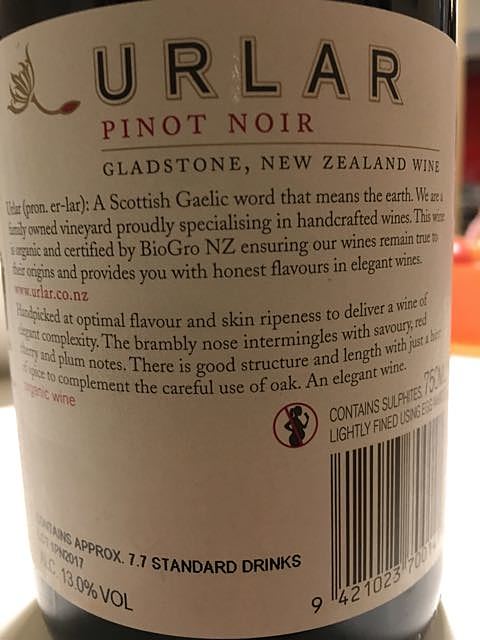 URLAR
PINOT NOIR
GLADSTONE, NEW ZEALAND WINE
Urlar (pron. er-lar): A Scottish Gaelic word that means the earth. We are a
family owned vineyard proudly specialising in handcrafted wines. This wine
is organic and certified by BioGro NZ ensuring our wines remain true to
their origins and provides you with honest flavours in elegant wines.
www.urlar.co.nz
Handpicked at optimal flavour and skin ripeness to deliver a wine of
elegant complexity. The brambly nose intermingles with savoury, red
cherry and plum notes. There is good structure and length with just a hint
of spice to complement the careful use of oak. An elegant wine.
organic wine
CONTAINS SULPHITES. 750ML
LIGHTLY FINED USING EGG
CONTAINS APPROX. 7.7 STANDARD DRINKS
1PN2017
ALC. 13.0% VOL
9 421023 7001